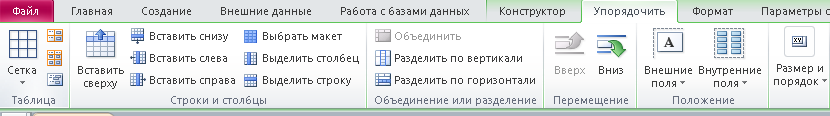 Файл Главная Создание Внешние данные Работа с базами данных Конструктор Упорядочить Формат Параметры с
Сетка
Таблица
Вставить сверху
Вставить снизу
Вставить слева
Вставить справа
Выбрать макет
Выделить столбец
Выделить строку
Строки и столбцы
Объединить
Разделить по вертикали
Разделить по горизонтали
Объединение или разделение
Вверх
Вниз
Перемещение
Внешние поля
Внутренние поля
Положение
Размер и порядок